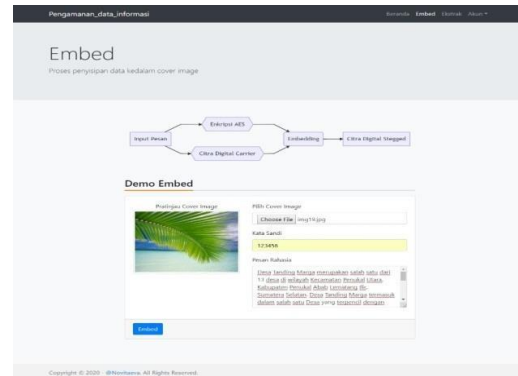 Pengamanan_data_informasi
Beranda Embed Ekstrak Akun
Embed
Proses penyisipan data kedalam cover image
Input Pesan
Enkripsi AES
Citra Digital Carrier
Embedding
Citra Digital Stegged
Demo Embed
Pratinjau Cover Image
Pilih Cover Image
Choose File img19.jpg
Kata Sandi
123456
Pesan Rahasia
Desa Tanding Marga merupakan salah satu dari
13 desa di wilayah Kecamatan Penukal Utara,
Kabupaten Penukal Abab Lematang Ilir,
Sumatera Selatan. Desa Tanding Marga termasuk
dalam salah satu Desa yang terpencil dengan
Embed
Copyright © 2020 · All Rights Reserved.